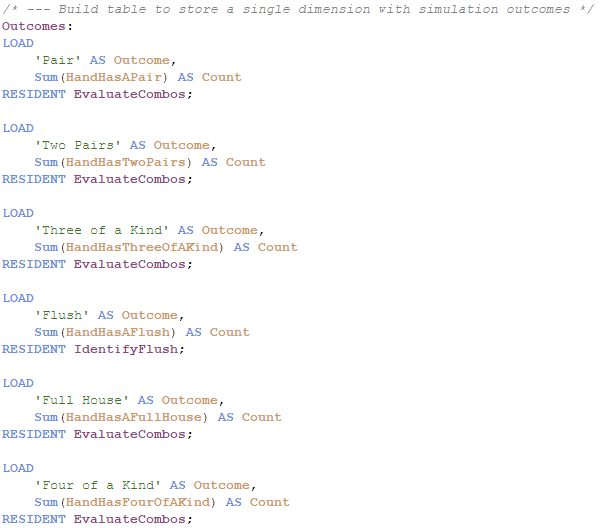 /* --- Build table to store a single dimension with simulation outcomes */
Outcomes:
LOAD
    'Pair' AS Outcome,
    Sum(HandHasAPair) AS Count
RESIDENT EvaluateCombos;

LOAD
    'Two Pairs' AS Outcome,
    Sum(HandHasTwoPairs) AS Count
RESIDENT EvaluateCombos;

LOAD
    'Three of a Kind' AS Outcome,
    Sum(HandHasThreeOfAKind) AS Count
RESIDENT EvaluateCombos;

LOAD
    'Flush' AS Outcome,
    Sum(HandHasAFlush) AS Count
RESIDENT IdentifyFlush;

LOAD
    'Full House' AS Outcome,
    Sum(HandHasAFullHouse) AS Count
RESIDENT EvaluateCombos;

LOAD
    'Four of a Kind' AS Outcome,
    Sum(HandHasFourOfAKind) AS Count
RESIDENT EvaluateCombos;